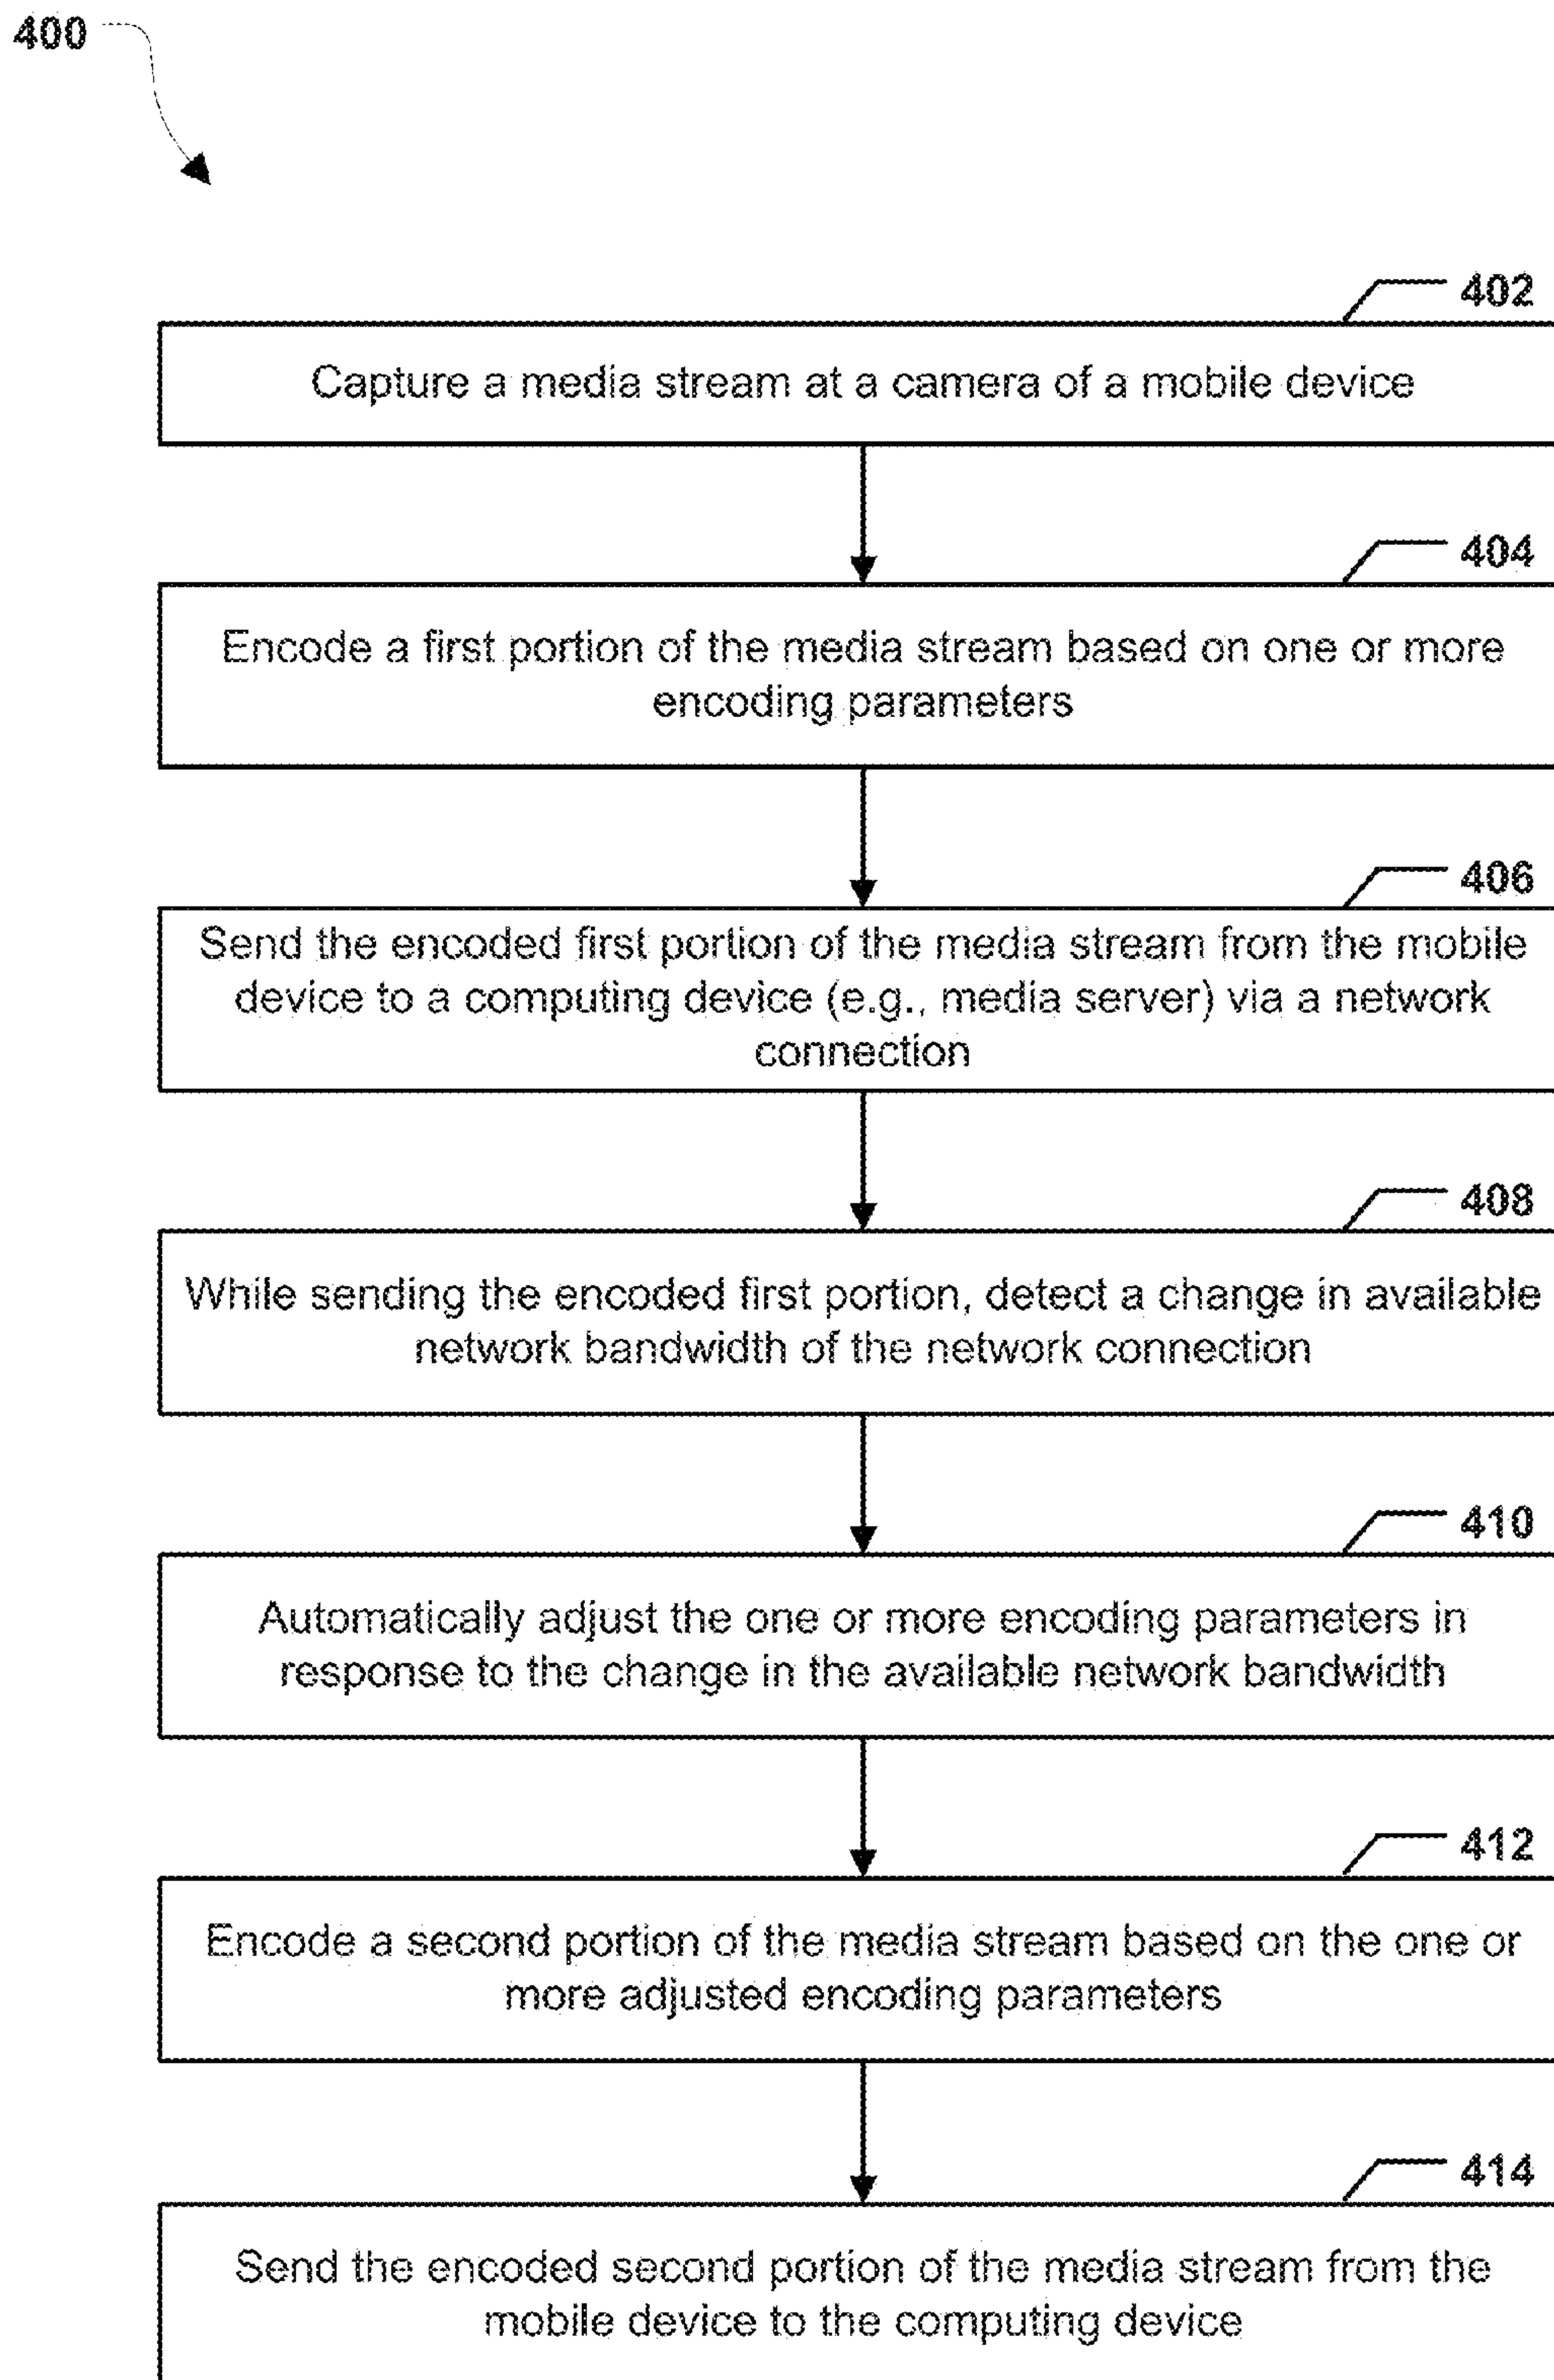 400
402
Capture a media stream at a camera of a mobile device
404
Encode a first portion of the media stream based on one or more
encoding parameters
406
Send the encoded first portion of the media stream from the mobile
device to a computing device (e.g., media server) via a network
connection
408
While sending the encoded first portion, detect a change in available
network bandwidth of the network connection
410
Automatically adjust the one or more encoding parameters in
response to the change in the available network bandwidth
412
Encode a second portion of the media stream based on the one or
more adjusted encoding parameters
414
Send the encoded second portion of the media stream from the
mobile device to the computing device